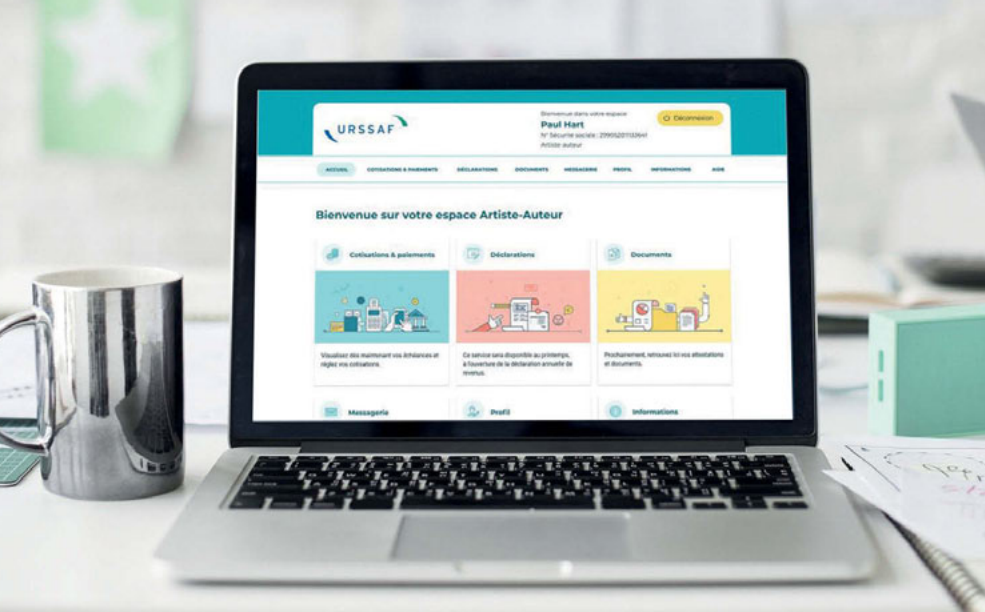 URSSAF
Bienvenue dans votre espace
Paul Hart
N° Sécurité sociale :
Artiste auteur
Déconnexion
ACCUEIL COTISATIONS & PAIEMENTS DÉCLARATIONS DOCUMENTS MESSAGERIE PROFIL INFORMATIONS AIDE
Bienvenue sur votre espace Artiste-Auteur
Cotisations & paiements
Visualisez dès maintenant vos échéances et
réglez vos cotisations.
Déclarations
Ce service sera disponible au printemps,
à l'ouverture de la déclaration annuelle de
revenus.
Documents
Prochainement, retrouvez ici vos attestations
et documents.
Messagerie
Profil
Informations